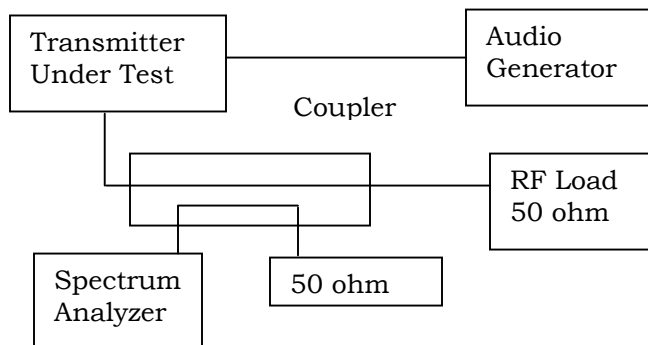 Transmitter
Under Test
Audio
Generator
Coupler
RF Load
50 ohm
Spectrum
Analyzer
50 ohm